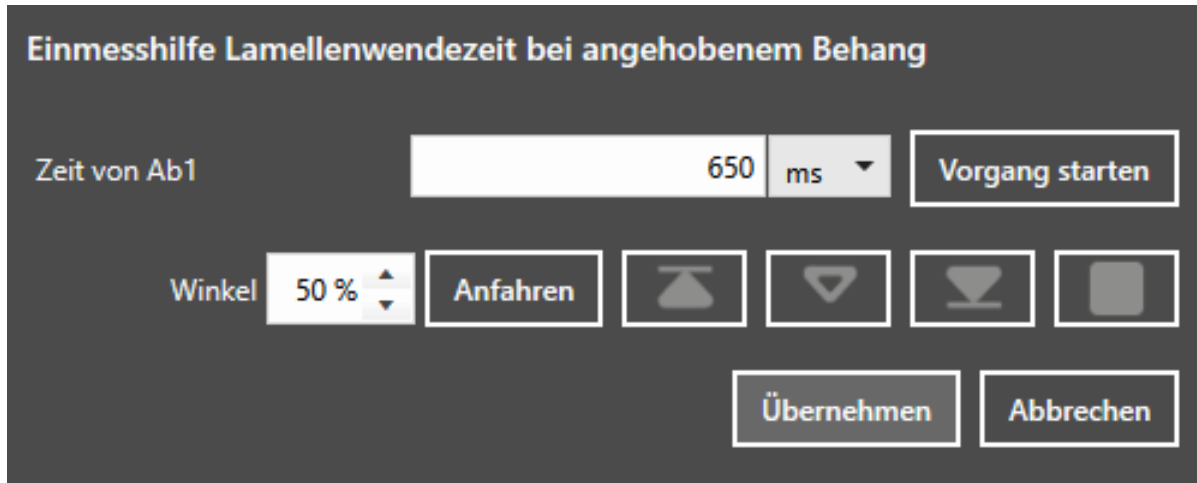 Einmesshilfe Lamellenwendezeit bei angehobenem Behang
Zeit von Ab1 650 ms Vorgang starten
Winkel 50 % Anfahren
Übernehmen Abbrechen